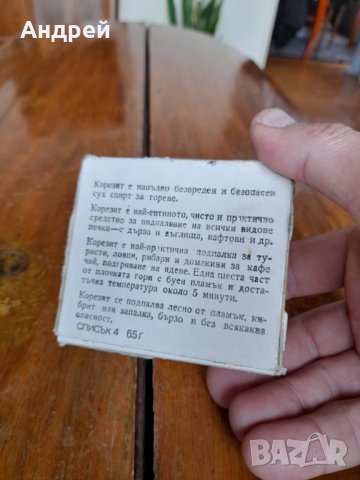 Андрей
Корезит е напълно безвреден и безопасен
сух спирт за горене.
Корезит е най-евтиното, чисто и практично
средство за подпалване на всички видове
печки—с дърва и въглища, нафтови и др.
Корезит е най-практична подпалка за ту-
ристи, ловци, рибари и домакини за кафе
чай, подгряване на ядене. Една шеста част
от плочката гори с буен пламък и доста-
тъчна температура около 5 минути.
Корезит се подпалва лесно от пламък, ки-
брит или запалка, бързо и без всякаква
опасност.
СПИСЪК 4 65 Г
BAZAR